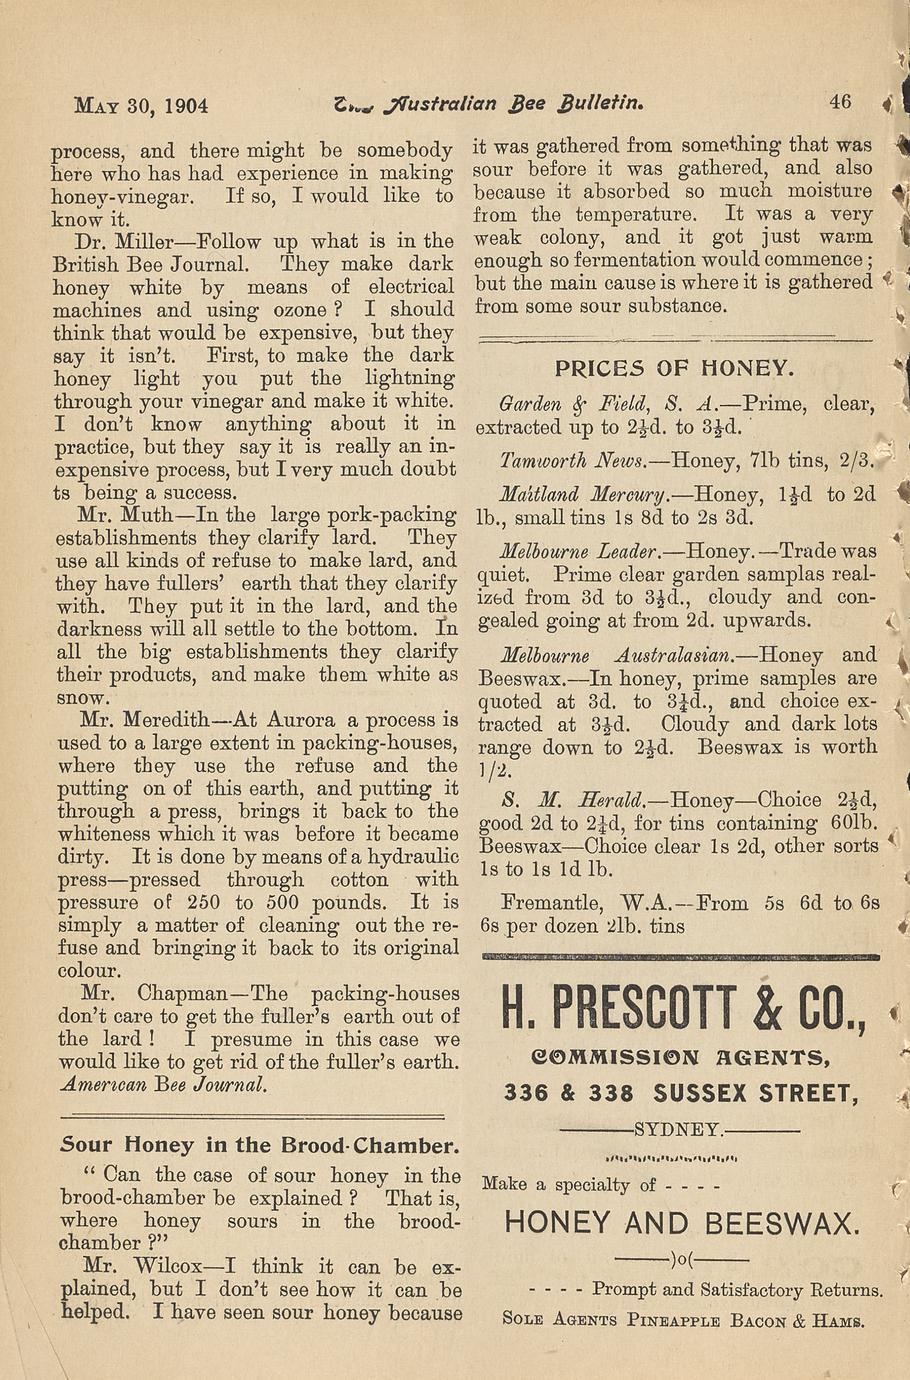 MAY 30, 1904
The Australian Bee Bulletin.
46
process, and there might be somebody
here who has had experience in making
honey-vinegar. If so, I would like to
know it.
Dr. Miller—Follow up what is in the
British Bee Journal. They make dark
honey white by means of electrical
machines and using ozone ? I should
think that would be expensive, but they
say it isn't. First, to make the dark
honey light you put the lightning
through your vinegar and make it white.
I don't know anything about it in
practice, but they say it is really an in-
expensive process, but I very much doubt
ts being a success.
Mr. Muth—In the large pork-packing
establishments they clarify lard. They
use all kinds of refuse to make lard, and
they have fullers' earth that they clarify
with. They put it in the lard, and the
darkness will all settle to the bottom. In
all the big establishments they clarify
their products, and make them white as
snow.
Mr. Meredith—At Aurora a process is
used to a large extent in packing-houses,
where they use the refuse and the
putting on of this earth, and putting it
through a press, brings it back to the
whiteness which it was before it became
dirty. It is done by means of a hydraulic
press—pressed through cotton with
pressure of 250 to 500 pounds. It is
simply a matter of cleaning out the re-
fuse and bringing it back to its original
colour.
Mr. Chapman—The packing-houses
don't care to get the fuller's earth out of
the lard ! I presume in this case we
would like to get rid of the fuller's earth.
American Bee Journal.
Sour Honey in the Brood-Chamber.
" Can the case of sour honey in the
brood-chamber be explained ? That is,
where honey sours in the brood-
chamber ?"
Mr. Wilcox—I think it can be ex-
plained, but I don't see how it can be
helped. I have seen sour honey because
it was gathered from something that was
sour before it was gathered, and also
because it absorbed so much moisture
from the temperature. It was a very
weak colony, and it got just warm
enough so fermentation would commence ;
but the main cause is where it is gathered
from some sour substance.
PRICES OF HONEY.
Garden & Field, S. A.—Prime, clear,
extracted up to 2½d. to 3½d.
Tamworth News.—Honey, 7lb tins, 2/3.
Maitland Mercury.—Honey, 1½d to 2d
lb., small tins 1s 8d to 2s 3d.
Melbourne Leader.—Honey.—Trade was
quiet. Prime clear garden samplas real-
ized from 3d to 3½d., cloudy and con-
gealed going at from 2d. upwards.
Melbourne Australasian.—Honey and
Beeswax.—In honey, prime samples are
quoted at 3d. to 3¼d., and choice ex-
tracted at 3½d. Cloudy and dark lots
range down to 2½d. Beeswax is worth
1/2.
S. M. Herald.—Honey—Choice 2½d,
good 2d to 2¼d, for tins containing 60lb.
Beeswax—Choice clear 1s 2d, other sorts
1s to 1s 1d lb.
Fremantle, W.A.—From 5s 6d to 6s
6s per dozen 2lb. tins
H. PRESCOTT & CO.,
COMMISSION AGENTS,
336 & 338 SUSSEX STREET,
———SYDNEY.———
Make a specialty of - - - -
HONEY AND BEESWAX.
———)o(———
- - - - Prompt and Satisfactory Returns.
SOLE AGENTS PINEAPPLE BACON & HAMS.